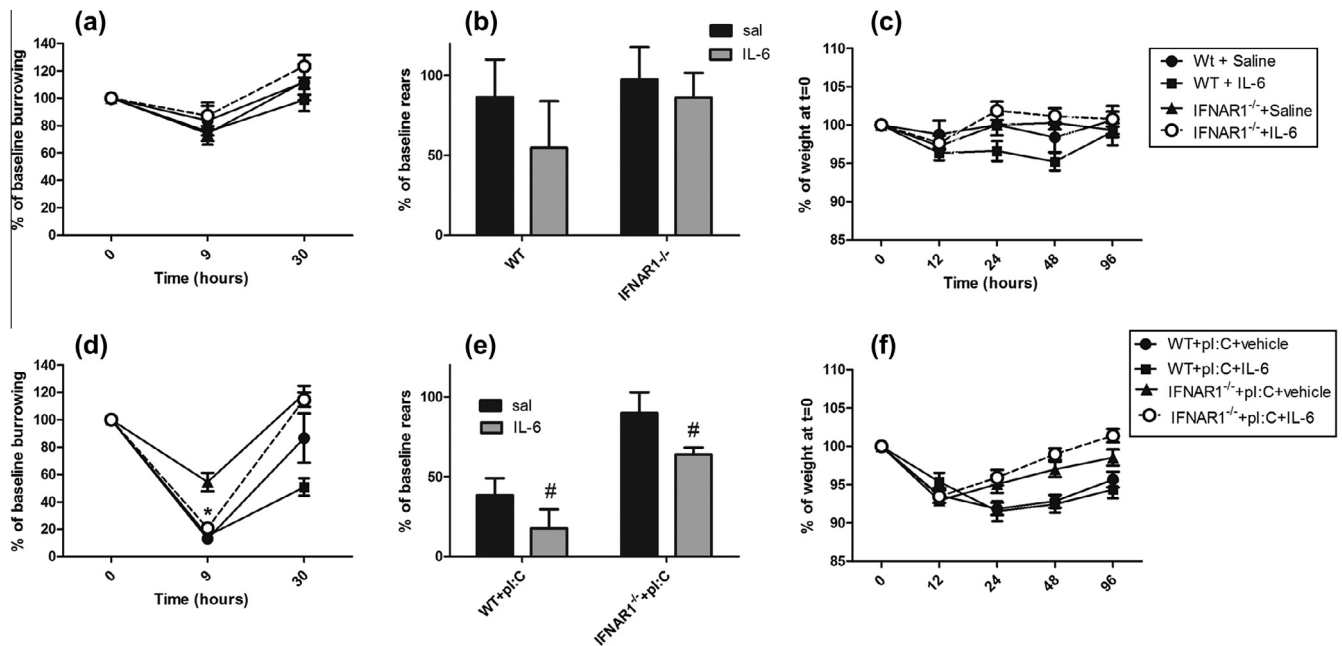 (a)
% of baseline burrowing
140
120
100
80
60
40
20
0
0 9 30
Time (hours)
(b)
% of baseline rears
100
50
0
sal
IL-6
WT
IFNAR1-/-
(c)
% of weight at t=0
110
105
100
95
90
85
0 12 24 48 96
Time (hours)
Wt + Saline
WT + IL-6
IFNAR1-/-+Saline
IFNAR1-/-+IL-6
(d)
% of baseline burrowing
140
120
100
80
60
40
20
0
*
0 9 30
Time (hours)
(e)
% of baseline rears
100
50
0
sal
IL-6
#
#
WT+pI:C
IFNAR1-/-+pI:C
(f)
% of weight at t=0
110
105
100
95
90
85
0 12 24 48 96
WT+pI:C+vehicle
WT+pI:C+IL-6
IFNAR1-/-+pI:C+vehicle
IFNAR1-/-+pI:C+IL-6